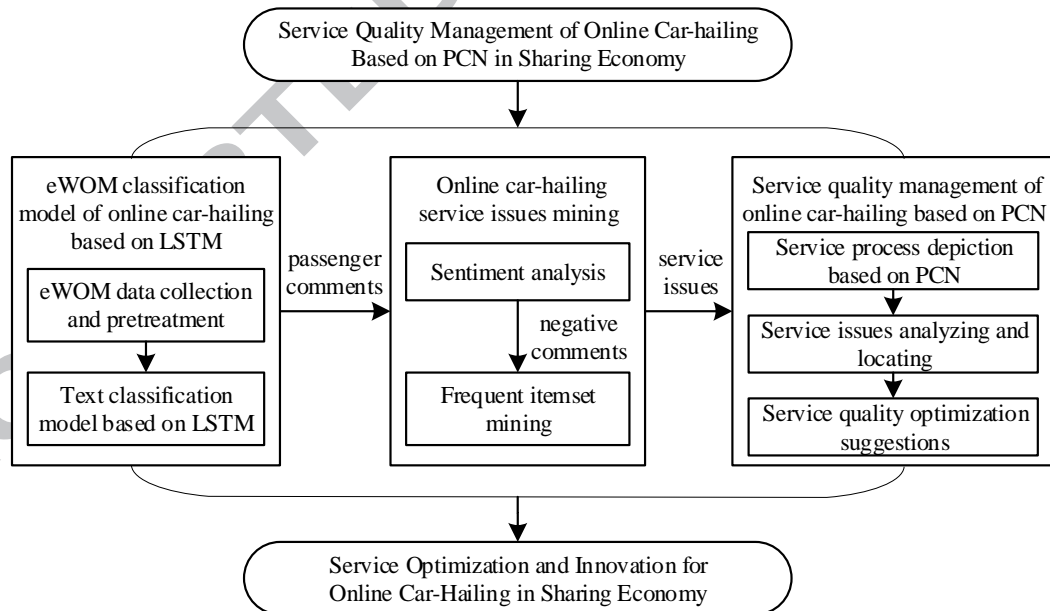 Service Quality Management of Online Car-hailing
Based on PCN in Sharing Economy
eWOM classification
model of online car-hailing
based on LSTM
eWOM data collection
and pretreatment
Text classification
model based on LSTM
passenger
comments
Online car-hailing
service issues mining
Sentiment analysis
negative
comments
Frequent itemset
mining
service
issues
Service quality management of
online car-hailing based on PCN
Service process depiction
based on PCN
Service issues analyzing and
locating
Service quality optimization
suggestions
Service Optimization and Innovation for
Online Car-Hailing in Sharing Economy